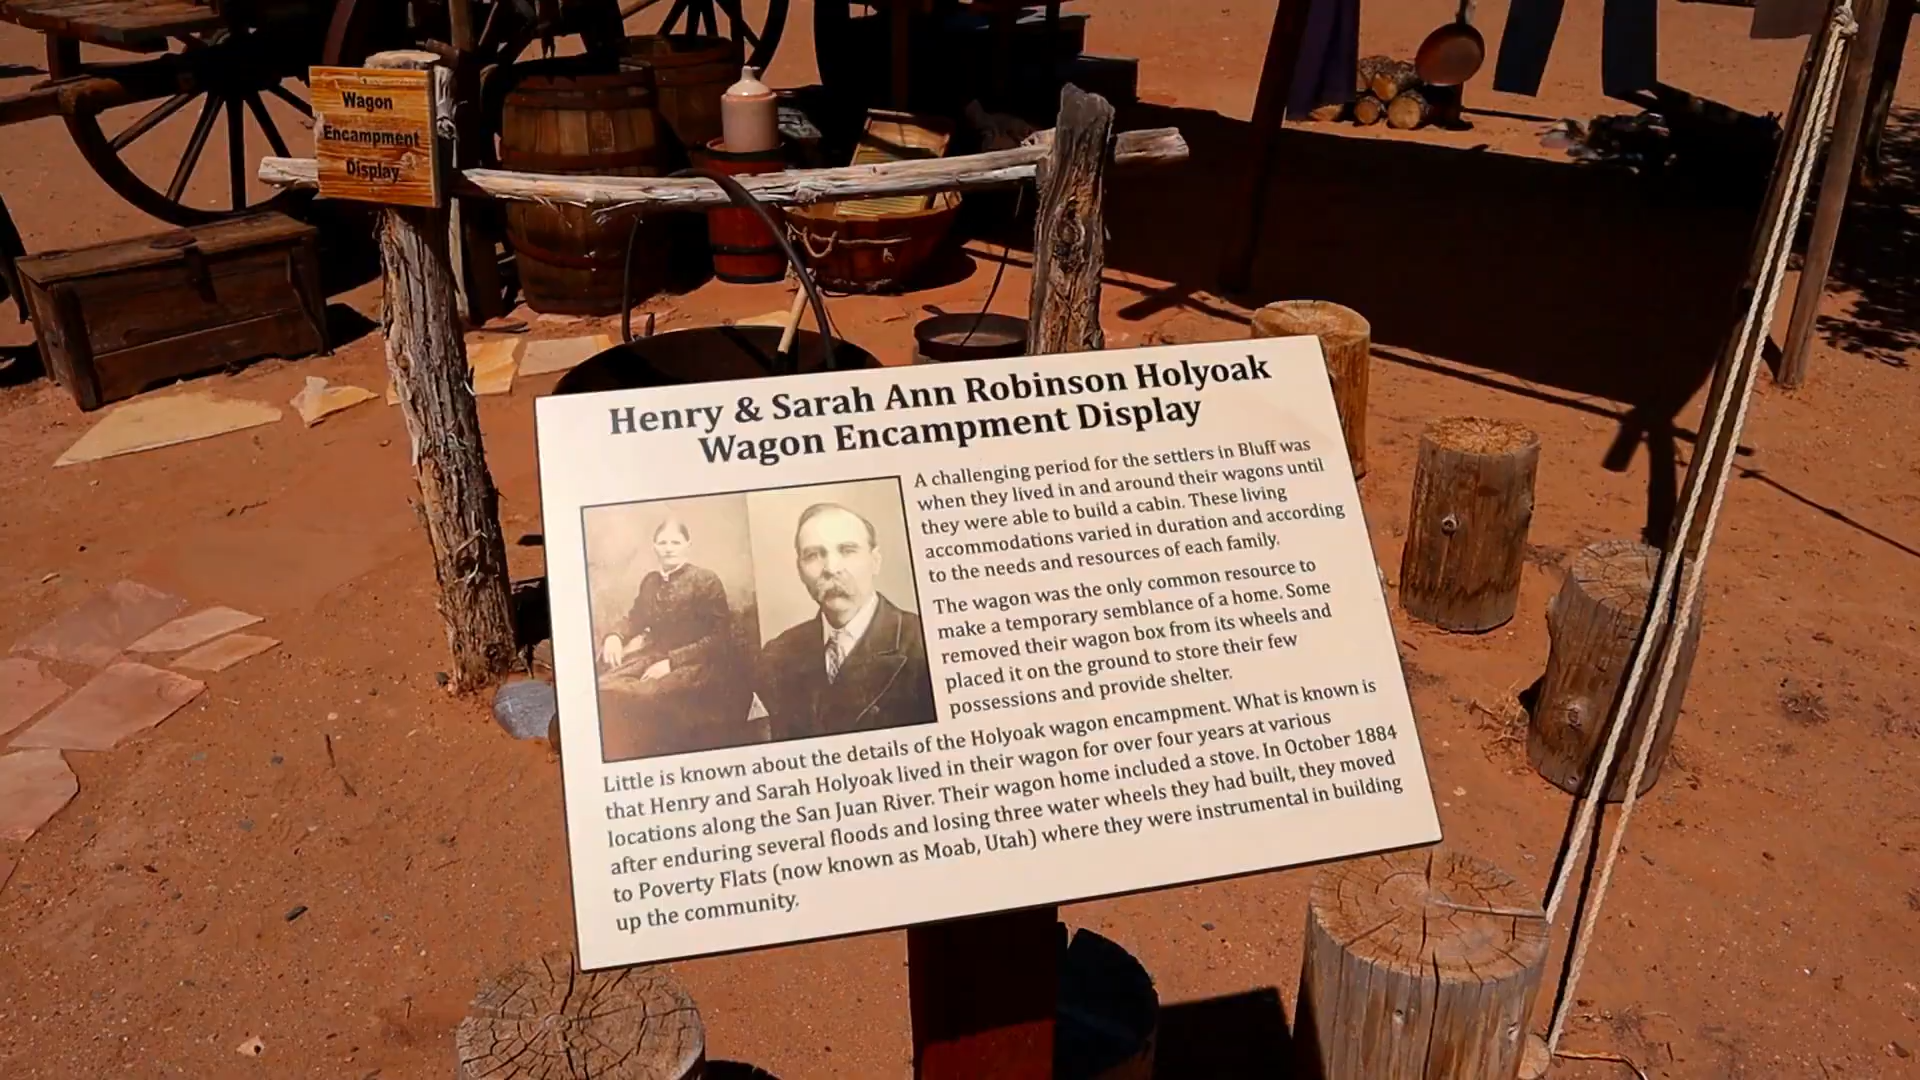 Wagon
Encampment
Display
Henry & Sarah Ann Robinson Holyoak
Wagon Encampment Display
A challenging period for the settlers in Bluff was
when they lived in and around their wagons until
they were able to build a cabin. These living
accommodations varied in duration and according
to the needs and resources of each family.
The wagon was the only common resource to
make a temporary semblance of a home. Some
removed their wagon box from its wheels and
placed it on the ground to store their few
possessions and provide shelter.
Little is known about the details of the Holyoak wagon encampment. What is known is
that Henry and Sarah Holyoak lived in their wagon for over four years at various
locations along the San Juan River. Their wagon home included a stove. In October 1884
after enduring several floods and losing three water wheels they had built, they moved
to Poverty Flats (now known as Moab, Utah) where they were instrumental in building
up the community.